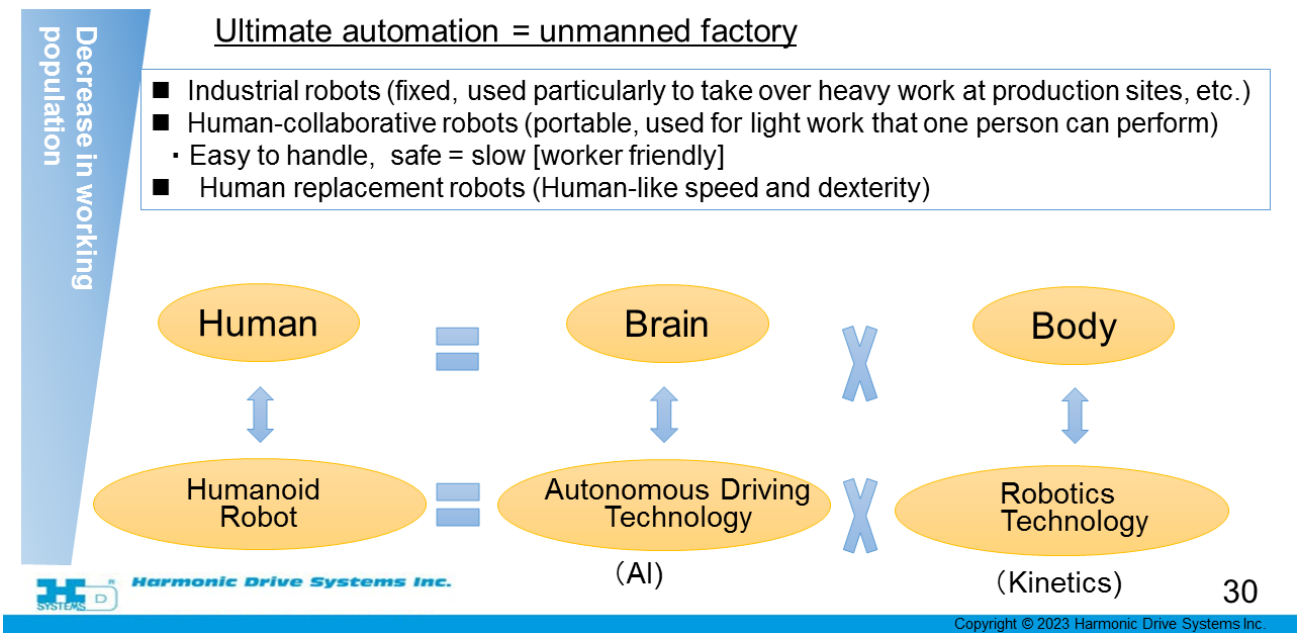 Ultimate automation = unmanned factory
Decrease in working
population
■ Industrial robots (fixed, used particularly to take over heavy work at production sites, etc.)
■ Human-collaborative robots (portable, used for light work that one person can perform)
・Easy to handle, safe = slow [worker friendly]
■ Human replacement robots (Human-like speed and dexterity)
Human = Brain X Body
Humanoid
Robot
=
Autonomous Driving
Technology
X
Robotics
Technology
(AI)
(Kinetics)
HD SYSTEMS ®
Harmonic Drive Systems Inc.
30
Copyright © 2023 Harmonic Drive Systems Inc.